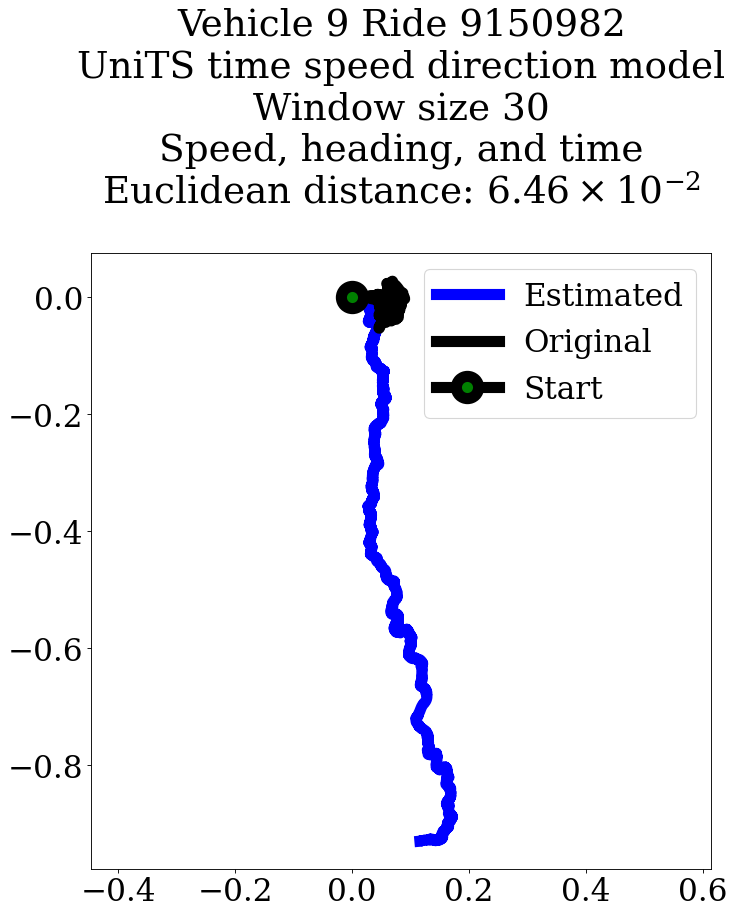 Vehicle 9 Ride 9150982
UniTS time speed direction model
Window size 30
Speed, heading, and time
Euclidean distance: 6.46 × 10⁻²
Estimated
Original
Start
0.0
−0.2
−0.4
−0.6
−0.8
−0.4 −0.2 0.0 0.2 0.4 0.6